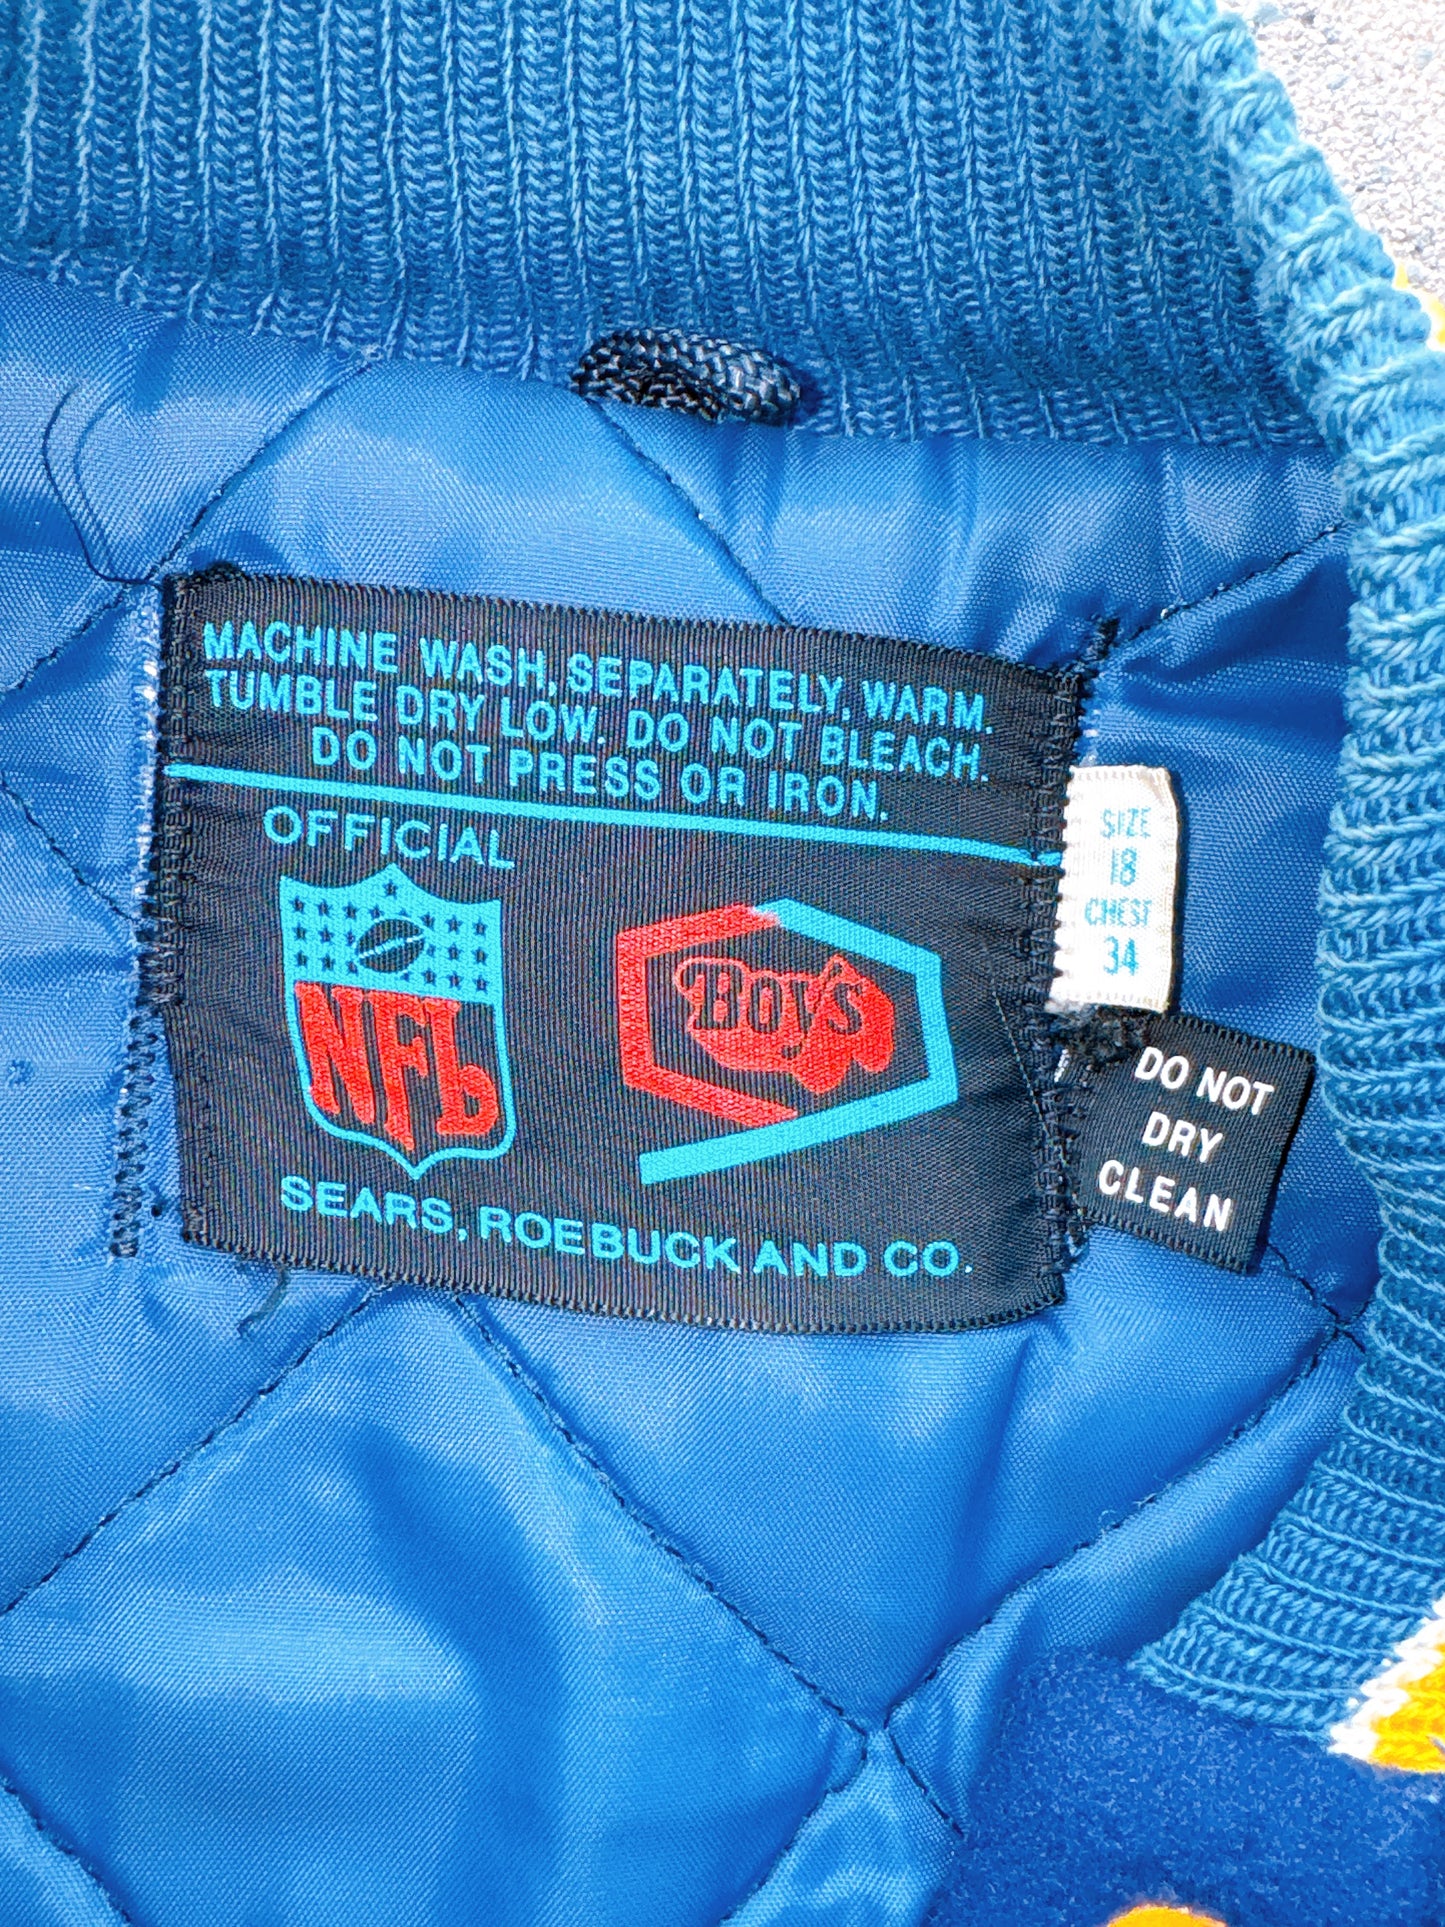 MACHINE WASH, SEPARATELY, WARM.
TUMBLE DRY LOW. DO NOT BLEACH.
DO NOT PRESS OR IRON.
OFFICIAL
NFL
BOYS
SEARS, ROEBUCK AND CO.
SIZE
18
CHEST
34
DO NOT
DRY
CLEAN